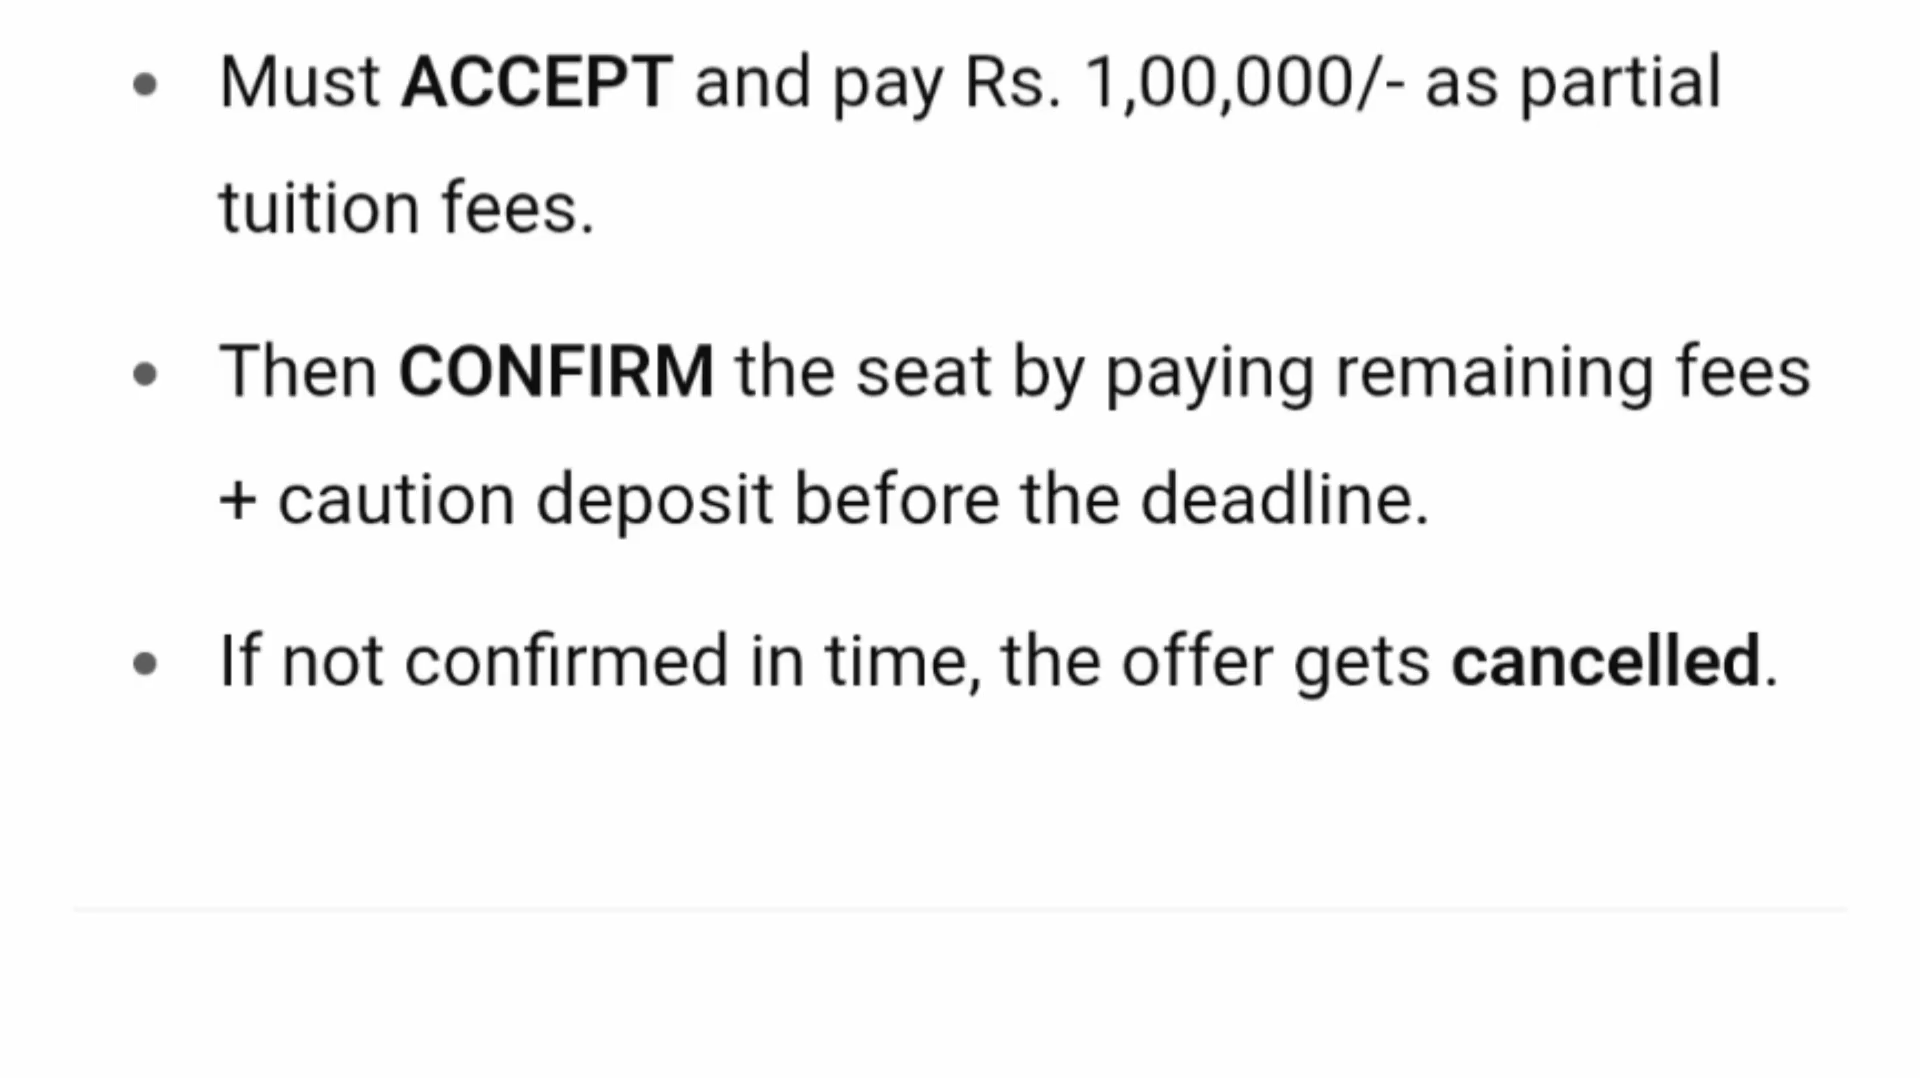 • Must ACCEPT and pay Rs. 1,00,000/- as partial
tuition fees.
• Then CONFIRM the seat by paying remaining fees
+ caution deposit before the deadline.
• If not confirmed in time, the offer gets cancelled.